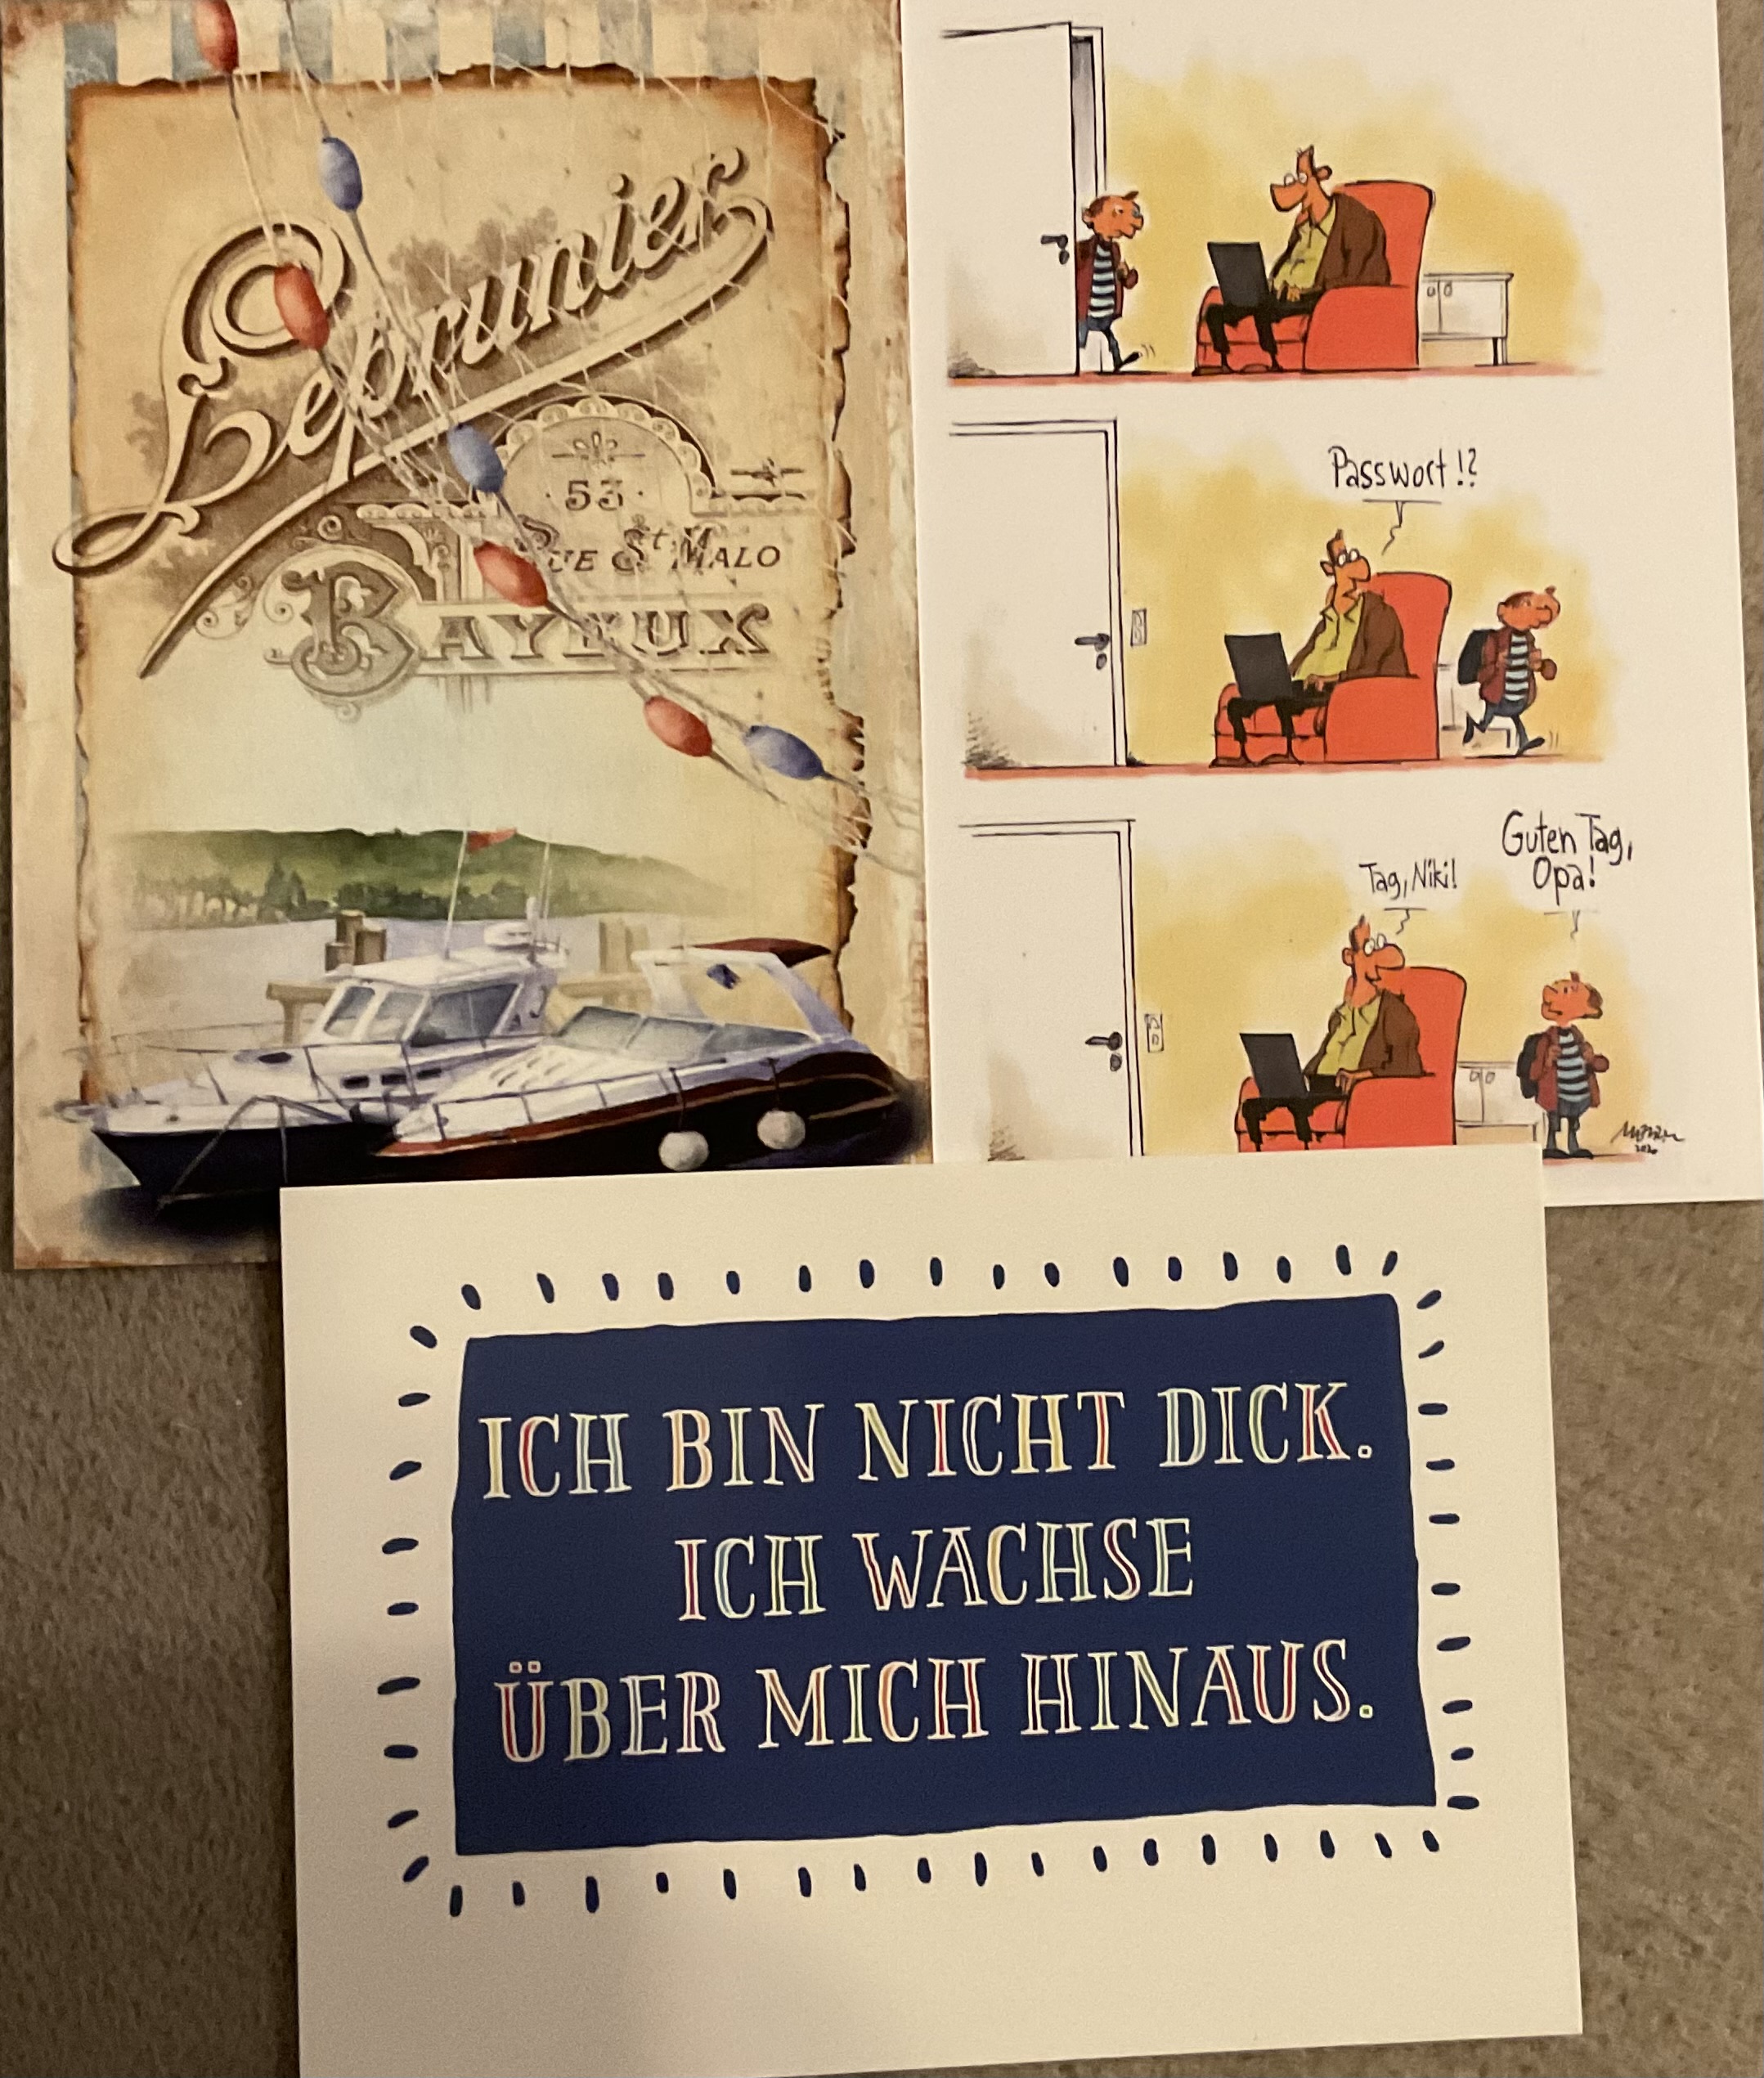 Leprunier
53
Rue St Malo
BAYEUX
Passwort!?
Tag, Niki!
Guten Tag,
Opa!
ICH BIN NICHT DICK.
ICH WACHSE
ÜBER MICH HINAUS.